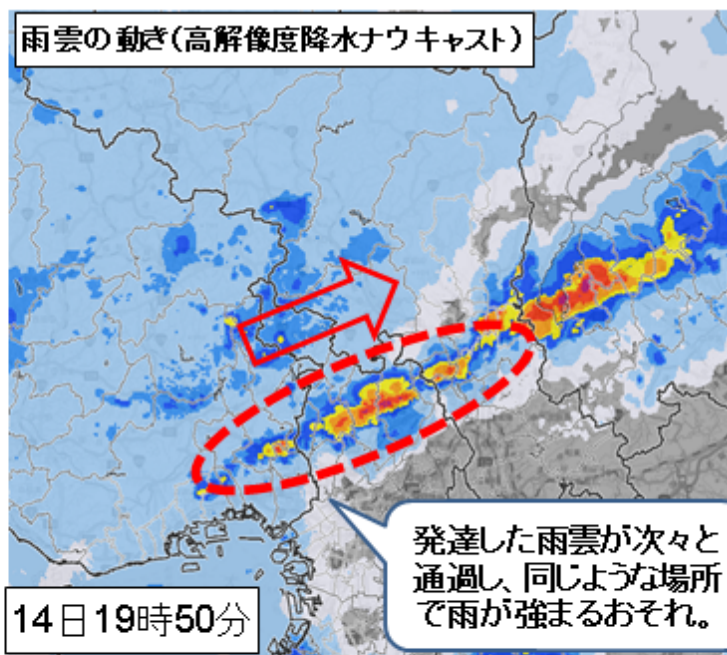 雨雲の動き(高解像度降水ナウキャスト)
発達した雨雲が次々と
通過し、同じような場所
で雨が強まるおそれ。
14日19時50分